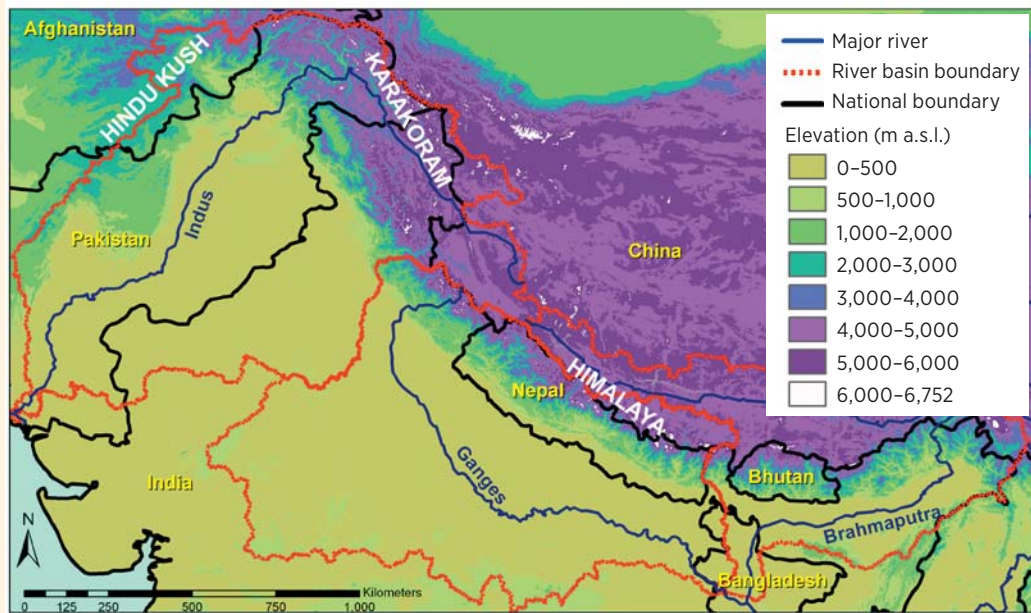 Afghanistan
HINDU KUSH
KARAKORAM
Indus
Pakistan
China
Nepal
HIMALAYA
India
Ganges
Bhutan
Brahmaputra
Bangladesh
N
Kilometers
0 125 250 500 750 1,000
Major river
River basin boundary
National boundary
Elevation (m a.s.l.)
0–500
500–1,000
1,000–2,000
2,000–3,000
3,000–4,000
4,000–5,000
5,000–6,000
6,000–6,752